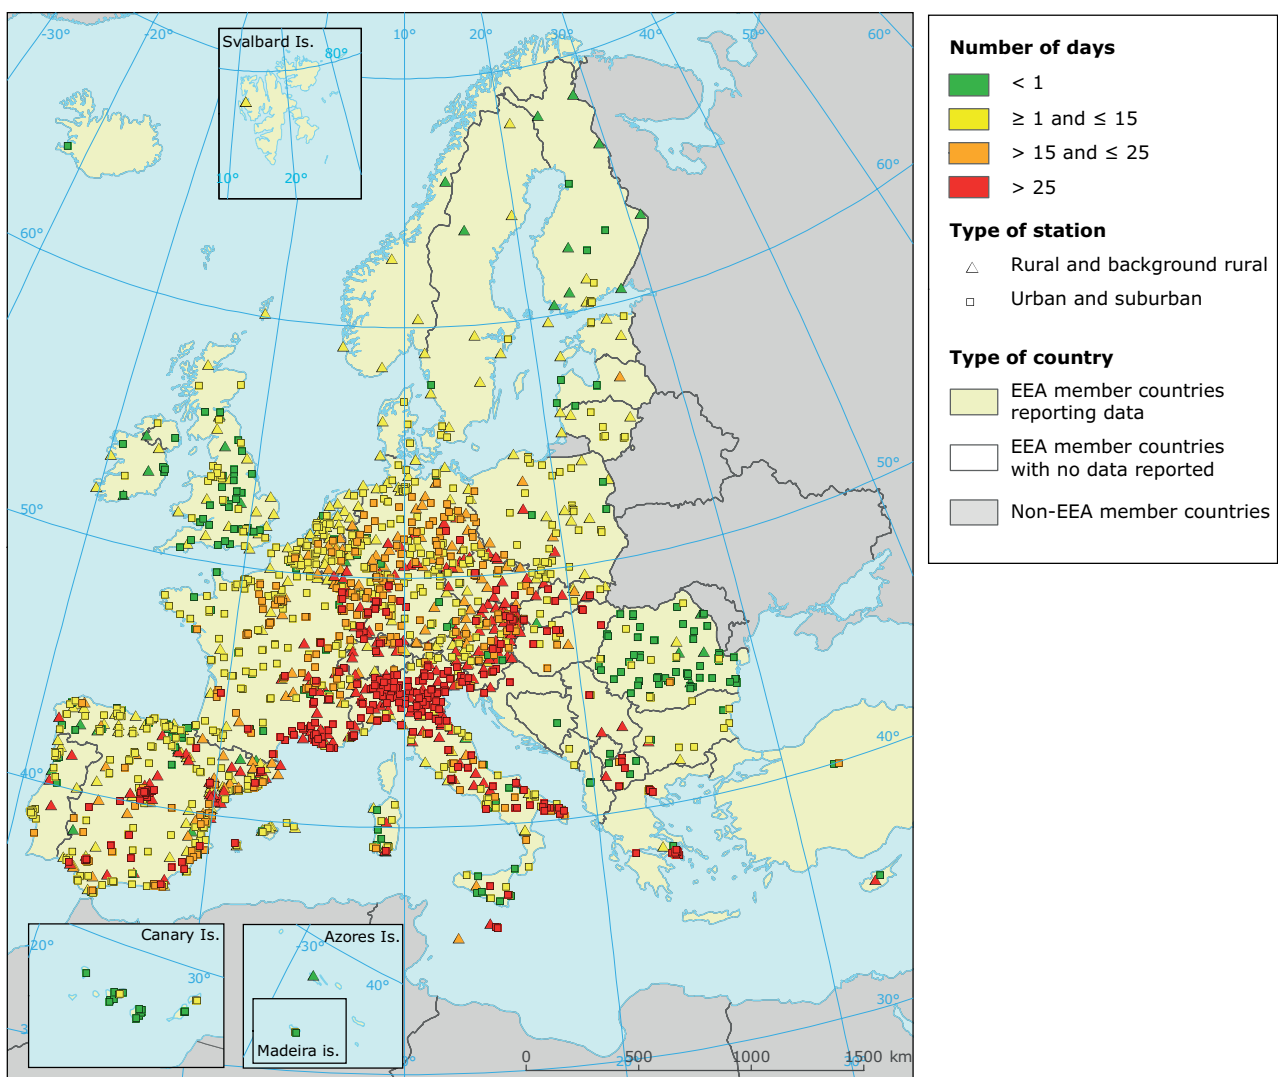 -30°
-20°
10°
20°
30°
40°
50°
60°
Svalbard Is.
80°
10°
20°
60°
60°
50°
50°
40°
40°
30°
Canary Is.
-20°
30°
Azores Is.
-30°
40°
Madeira is.
0
500
1000
1500 km
Number of days
< 1
≥ 1 and ≤ 15
> 15 and ≤ 25
> 25
Type of station
Rural and background rural
Urban and suburban
Type of country
EEA member countries
reporting data
EEA member countries
with no data reported
Non-EEA member countries